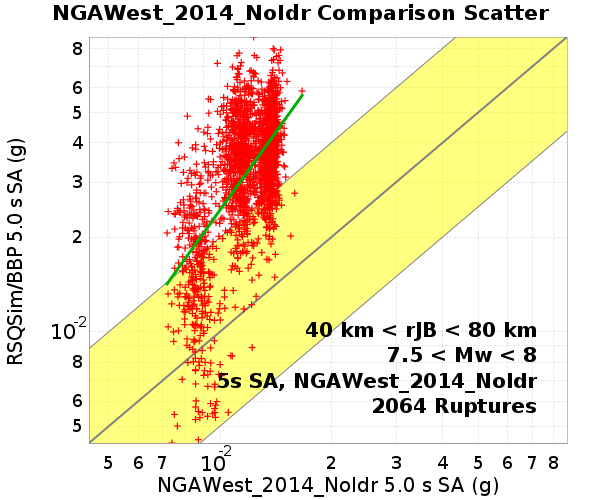 NGAWest_2014_NoIdr Comparison Scatter
RSQSim/BBP 5.0 s SA (g)
8
6
5
4
3
2
10⁻²
8
6
5
40 km < rJB < 80 km
7.5 < Mw < 8
5s SA, NGAWest_2014_NoIdr
2064 Ruptures
5 6 7 10⁻² 2 3 4 5 6 7 8
NGAWest_2014_NoIdr 5.0 s SA (g)